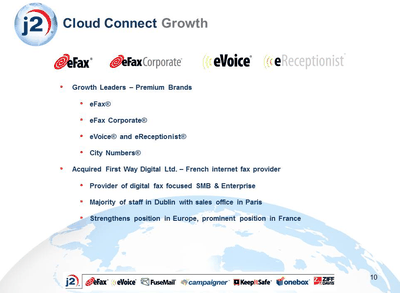 j2
Cloud Connect Growth
eFax®
eFax Corporate®
eVoice®
eReceptionist®
• Growth Leaders – Premium Brands
• eFax®
• eFax Corporate®
• eVoice® and eReceptionist®
• City Numbers®
• Acquired First Way Digital Ltd. – French internet fax provider
• Provider of digital fax focused SMB & Enterprise
• Majority of staff in Dublin with sales office in Paris
• Strengthens position in Europe, prominent position in France
10
j2 eFax® eVoice® FuseMail® campaigner® KeepItSafe® onebox® ZIFF DAVIS